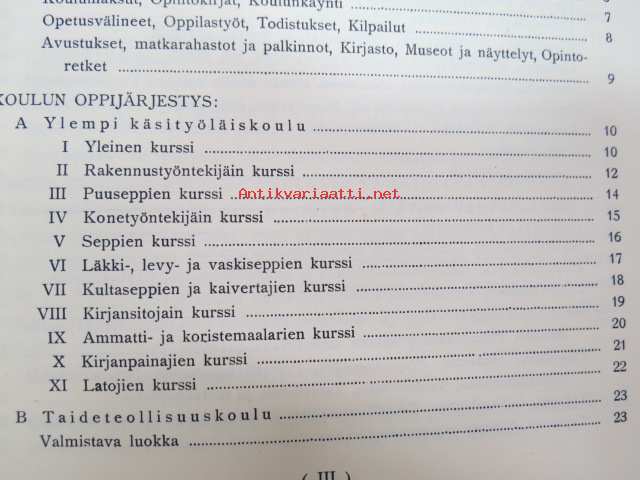 Koulumaksut, Opintokirjat, Koulunkäynti
7
Opetusvälineet, Oppilastyöt, Todistukset, Kilpailut 8
Avustukset, matkarahastot ja palkinnot, Kirjasto, Museot ja näyttelyt, Opinto-
retket 9
KOULUN OPPIJÄRJESTYS:
A Ylempi käsityöläiskoulu 10
I Yleinen kurssi 10
II Rakennustyöntekijäin kurssi 12
III Puuseppien kurssi 14
Antikvariaatti.net
IV Konetyöntekijäin kurssi 15
V Seppien kurssi 16
VI Läkki-, levy- ja vaskiseppien kurssi 17
VII Kultaseppien ja kaivertajien kurssi 18
VIII Kirjansitojain kurssi 19
IX Ammatti- ja koristemaalarien kurssi 20
X Kirjanpainajien kurssi 21
XI Latojien kurssi 22
B Taideteollisuuskoulu 23
Valmistava luokka 23
( III )